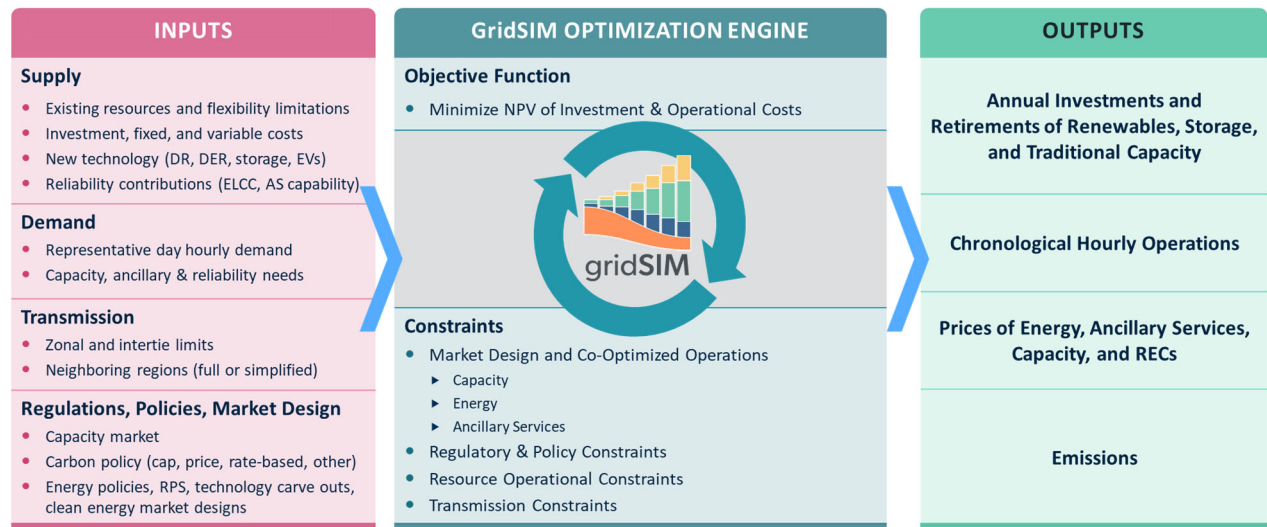 INPUTS
Supply
• Existing resources and flexibility limitations
• Investment, fixed, and variable costs
• New technology (DR, DER, storage, EVs)
• Reliability contributions (ELCC, AS capability)
Demand
• Representative day hourly demand
• Capacity, ancillary & reliability needs
Transmission
• Zonal and intertie limits
• Neighboring regions (full or simplified)
Regulations, Policies, Market Design
• Capacity market
• Carbon policy (cap, price, rate-based, other)
• Energy policies, RPS, technology carve outs,
clean energy market designs
GridSIM OPTIMIZATION ENGINE
Objective Function
• Minimize NPV of Investment & Operational Costs
gridSIM
Constraints
• Market Design and Co-Optimized Operations
▶ Capacity
▶ Energy
▶ Ancillary Services
• Regulatory & Policy Constraints
• Resource Operational Constraints
• Transmission Constraints
OUTPUTS
Annual Investments and
Retirements of Renewables, Storage,
and Traditional Capacity
Chronological Hourly Operations
Prices of Energy, Ancillary Services,
Capacity, and RECs
Emissions